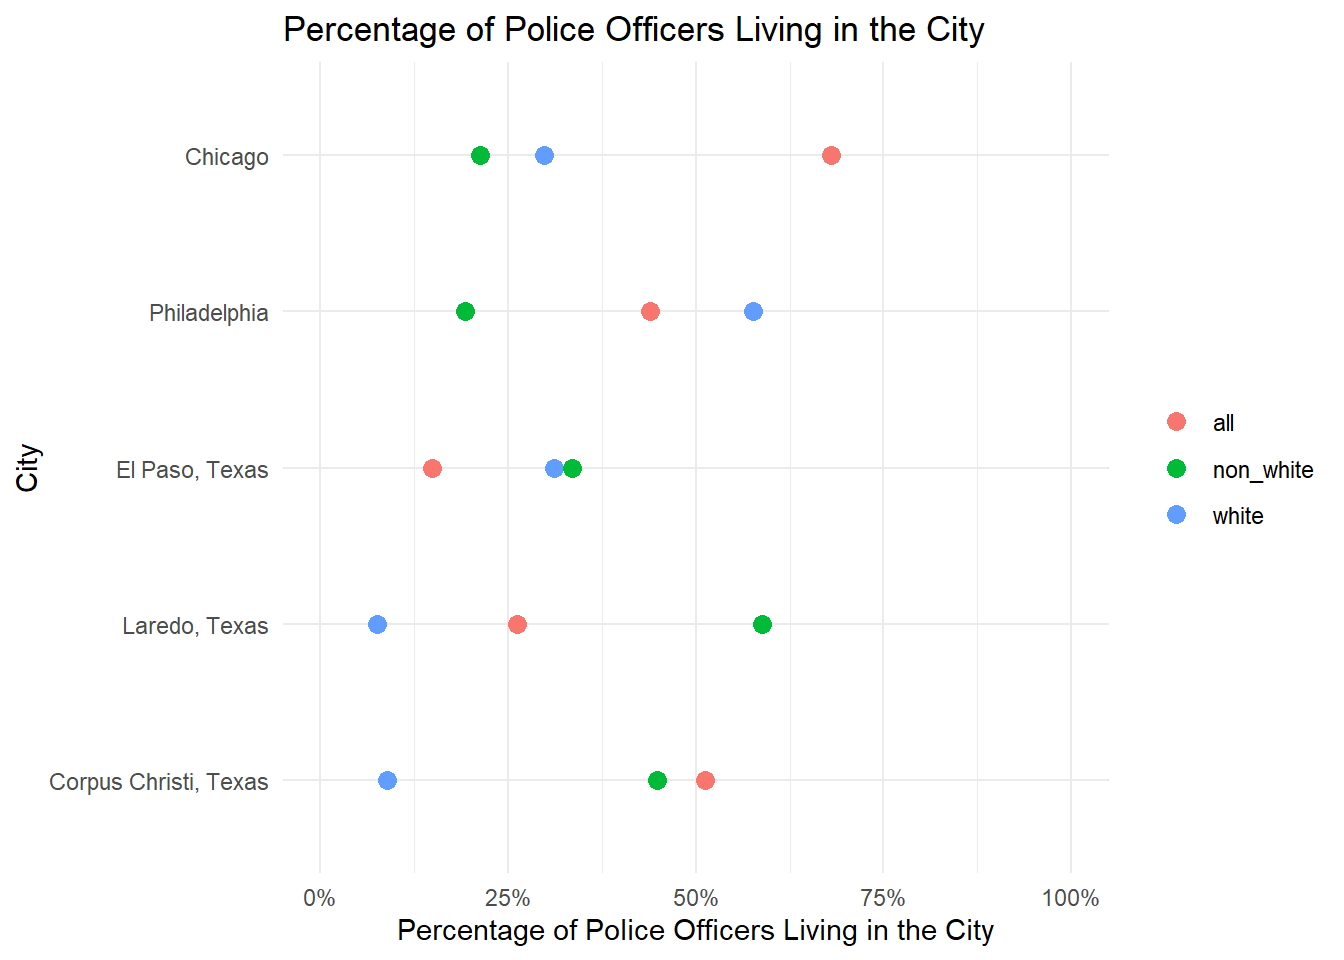 Percentage of Police Officers Living in the City
Chicago
Philadelphia
El Paso, Texas
Laredo, Texas
Corpus Christi, Texas
City
0% 25% 50% 75% 100%
Percentage of Police Officers Living in the City
all
non_white
white